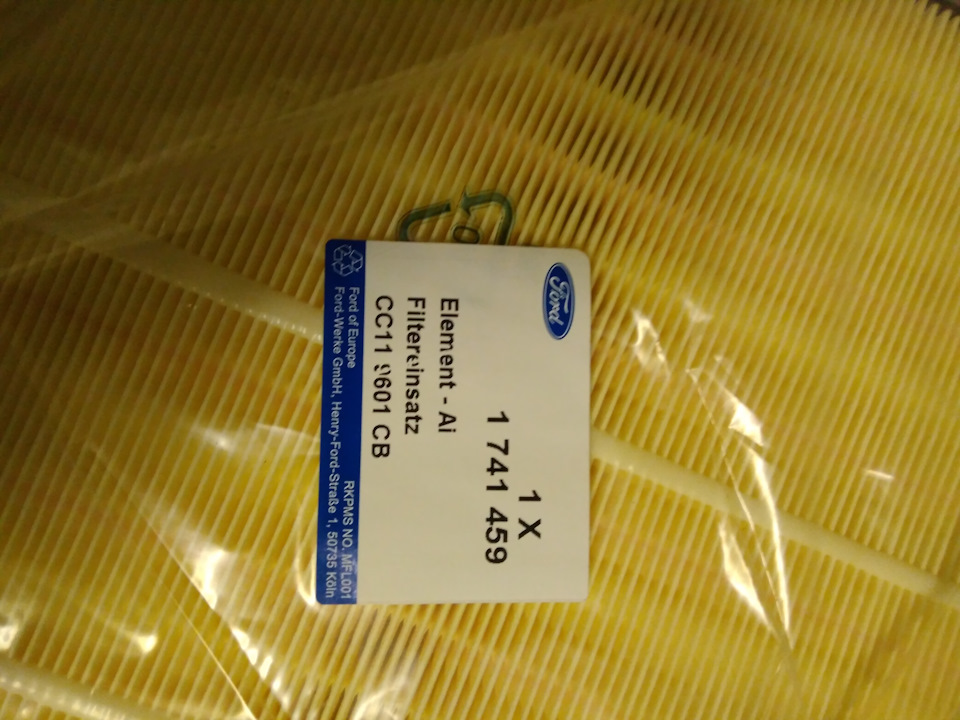 Ford
1 X
1 741 459
Element - Ai
Filtereinsatz
CC11 9601 CB
RKPMS NO. MFL001
Ford of Europe
Ford-Werke GmbH, Henry-Ford-Straße 1, 50735 Köln